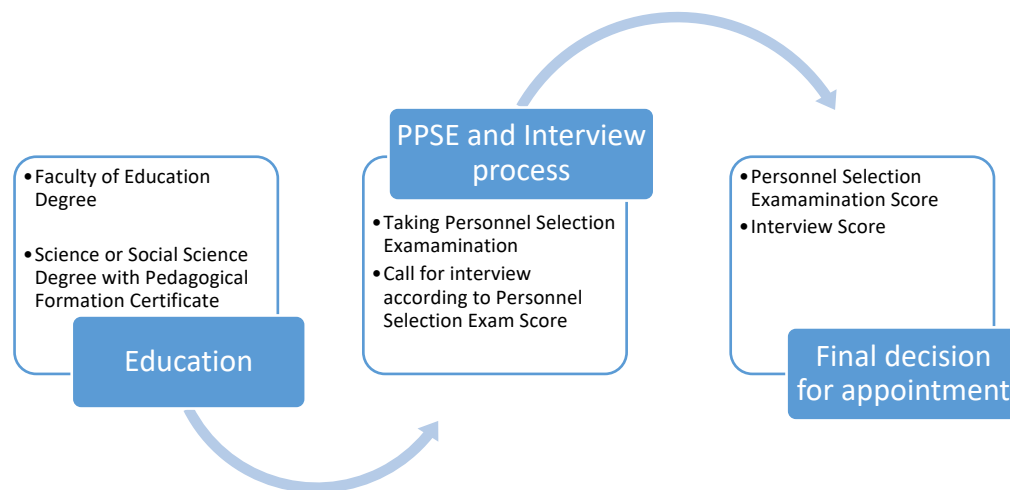 •Faculty of Education
Degree
•Science or Social Science
Degree with Pedagogical
Formation Certificate
Education
PPSE and Interview
process
•Taking Personnel Selection
Examamination
•Call for interview
according to Personnel
Selection Exam Score
•Personnel Selection
Examamination Score
•Interview Score
Final decision
for appointment